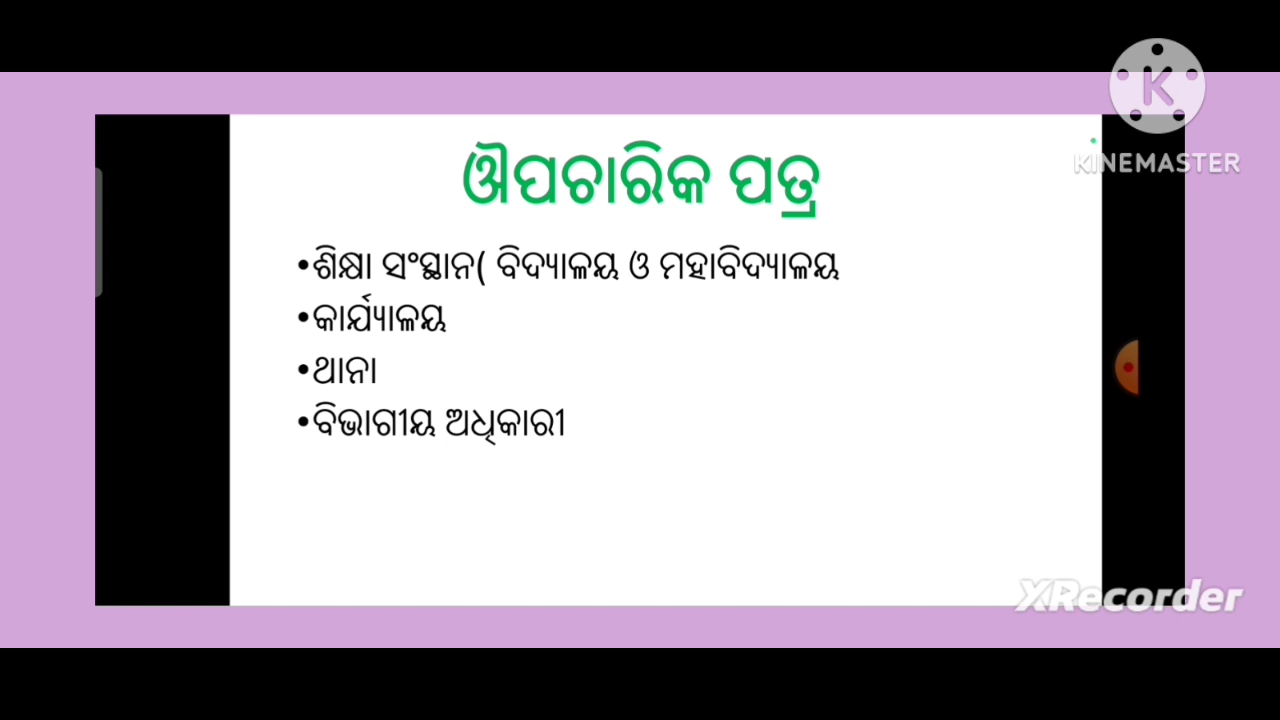 ଔପଚାରିକ ପତ୍ର
•ଶିକ୍ଷା ସଂସ୍ଥାନ( ବିଦ୍ୟାଳୟ ଓ ମହାବିଦ୍ୟାଳୟ
•କାର୍ଯ୍ୟାଳୟ
•ଥାନା
•ବିଭାଗୀୟ ଅଧିକାରୀ
K
KINEMASTER
XRecorder